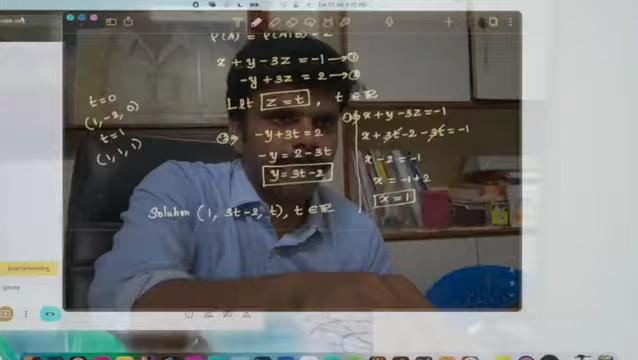 ρ(A) = ρ(A|B) = 2
x + y - 3z = -1 → ①
-y + 3z = 2 → ②
Let z = t, t ∈ ℝ
t = 0
(1, -2, 0)
t = 1
(1, 1, 1)
② ⇒ -y + 3t = 2
-y = 2 - 3t
y = 3t - 2
① ⇒ x + y - 3z = -1
x + 3t - 2 - 3t = -1
x - 2 = -1
x = -1 + 2
x = 1
Solution (1, 3t - 2, t), t ∈ ℝ